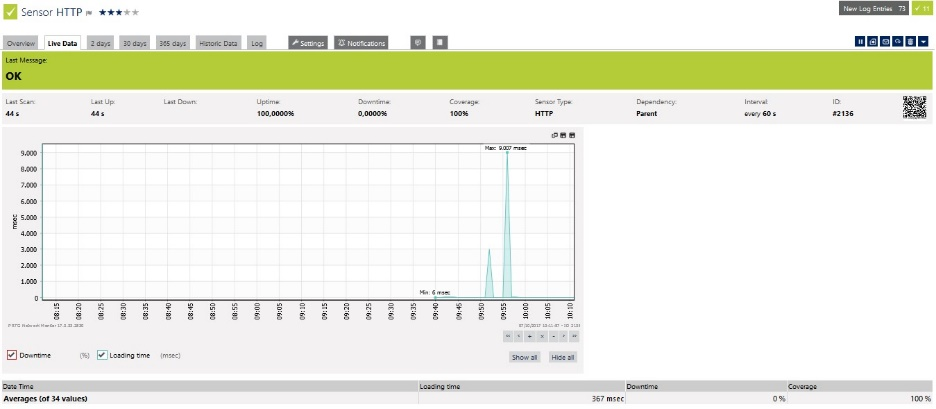 Sensor HTTP
New Log Entries 73
11
Overview Live Data 2 days 30 days 365 days Historic Data Log Settings Notifications
Last Message:
OK
Last Scan: Last Up: Last Down: Uptime: Downtime: Coverage: Sensor Type: Dependency: Interval: ID:
44 s 44 s 100,0000% 0,0000% 100% HTTP Parent every 60 s #2136
Max: 9.007 msec
9.000
8.000
7.000
6.000
5.000
4.000
3.000
2.000
1.000
0
msec
Min: 6 msec
08:15 08:20 08:25 08:30 08:35 08:40 08:45 08:50 08:55 09:00 09:05 09:10 09:15 09:20 09:25 09:30 09:35 09:40 09:45 09:50 09:55 10:00 10:05 10:10
PRTG Network Monitor
Downtime (%) Loading time (msec)
Show all Hide all
Date Time Loading time Downtime Coverage
Averages (of 34 values) 367 msec 0 % 100 %